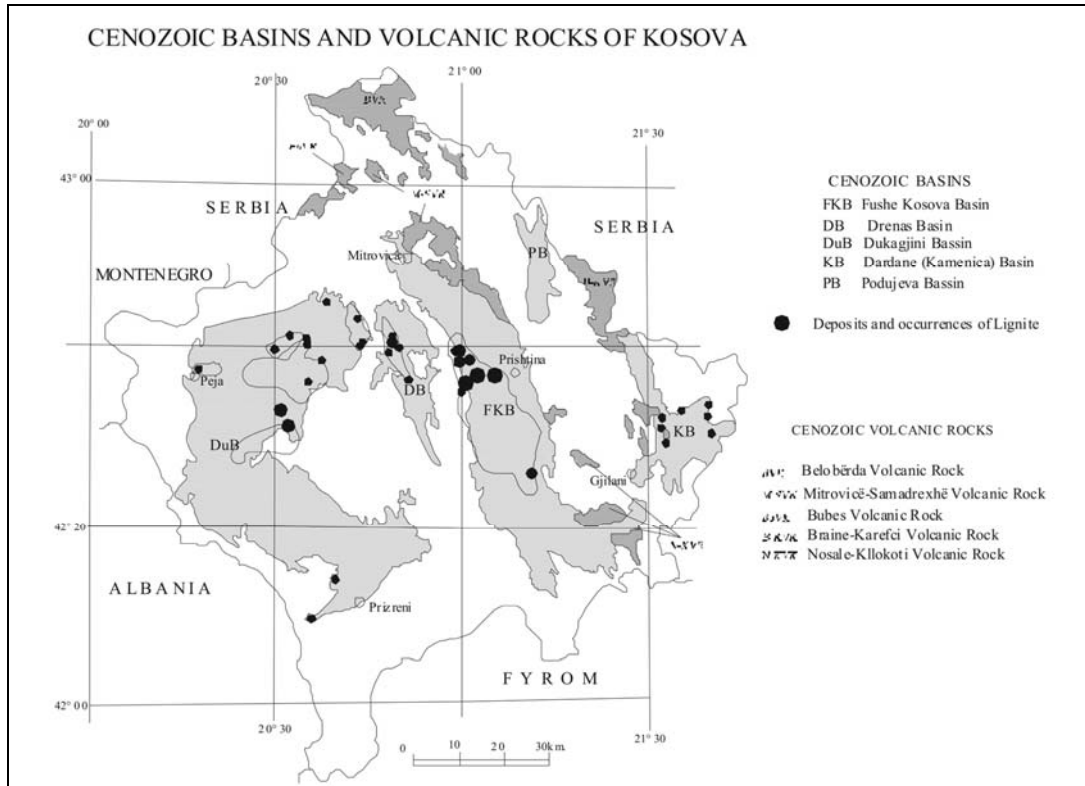 CENOZOIC BASINS AND VOLCANIC ROCKS OF KOSOVA
20° 00
20° 30
21° 00
21° 30
43° 00
42° 20
42° 00
20° 30
21° 30
SERBIA
SERBIA
MONTENEGRO
ALBANIA
FYROM
BVR
Mitrovica
PB
Peja
DB
Prishtina
FKB
DuB
KB
Gjilani
Prizreni
0 10 20 30km.
CENOZOIC BASINS
FKB Fushe Kosova Basin
DB Drenas Basin
DuB Dukagjini Bassin
KB Dardane (Kamenica) Basin
PB Podujeva Bassin
Deposits and occurrences of Lignite
CENOZOIC VOLCANIC ROCKS
Belobërda Volcanic Rock
Mitrovicë-Samadrexhë Volcanic Rock
Bubes Volcanic Rock
Braine-Karefci Volcanic Rock
Nosale-Kllokoti Volcanic Rock